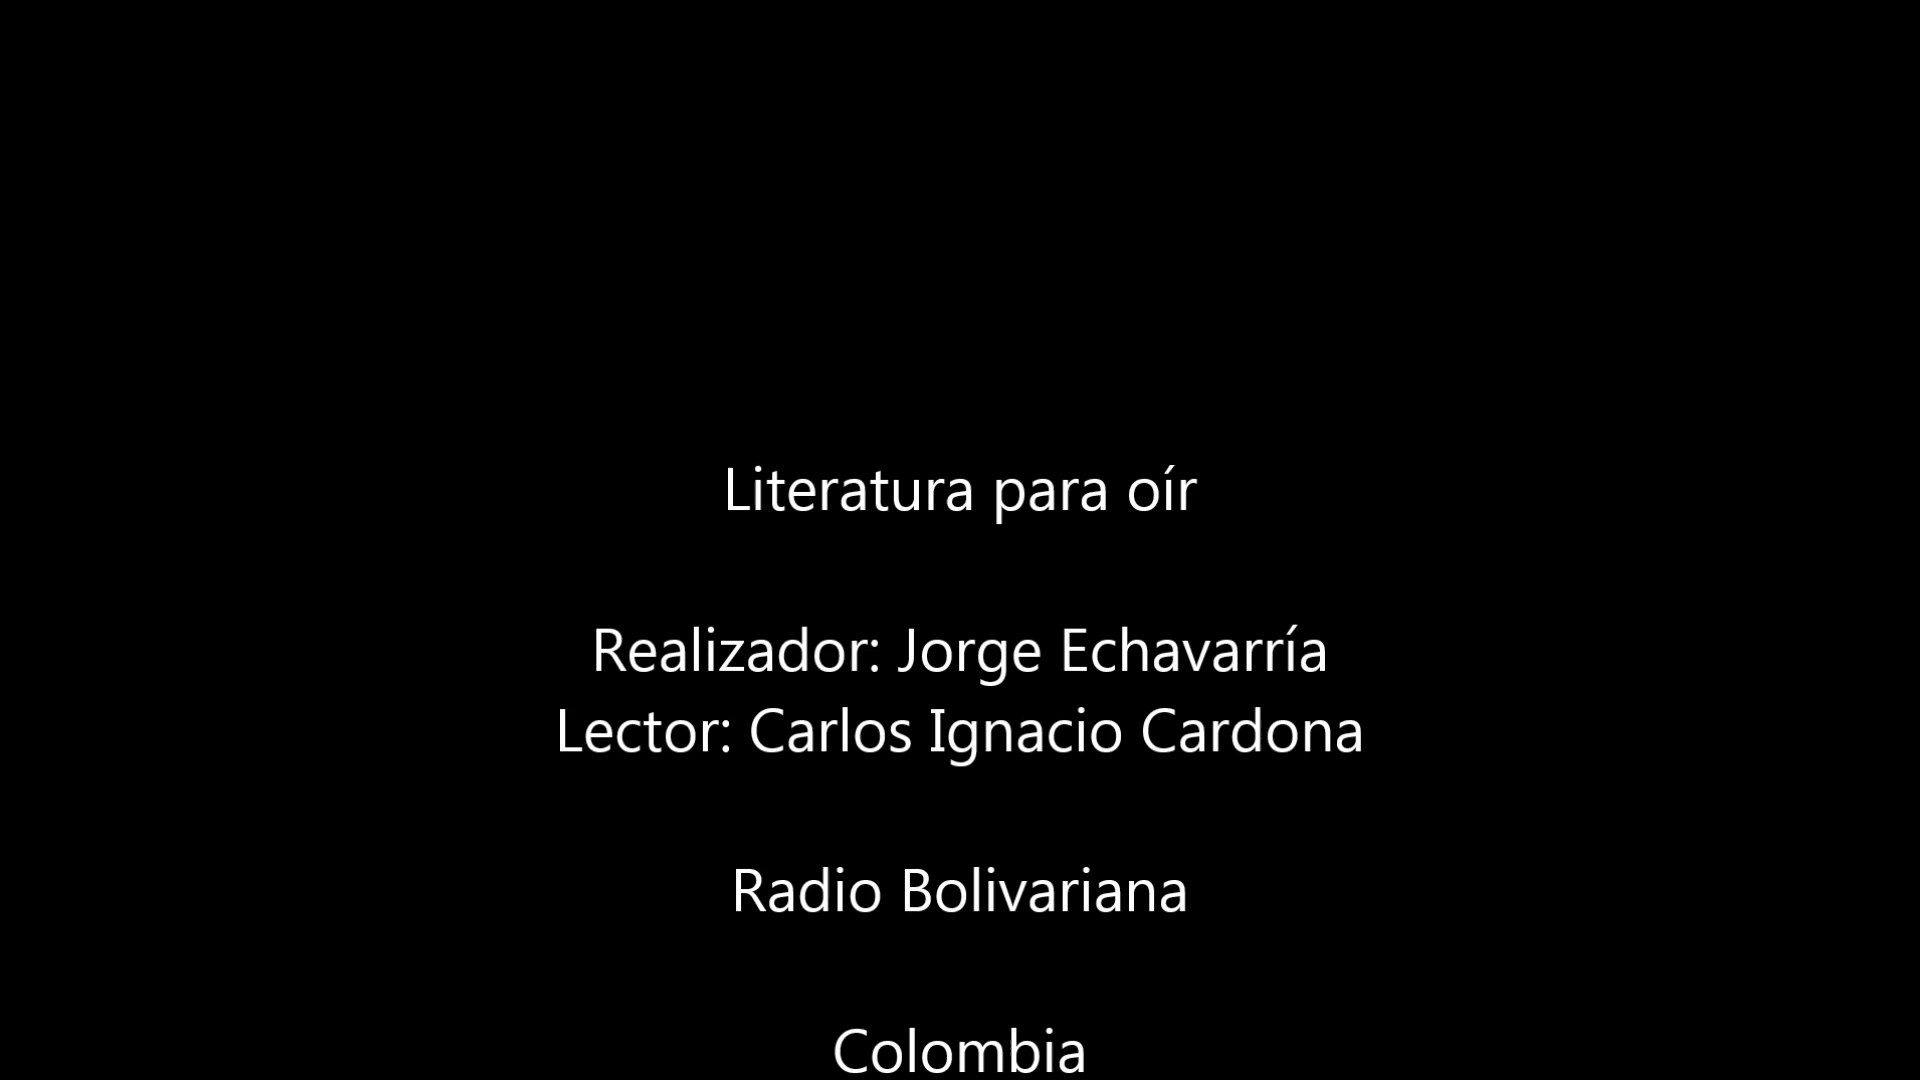 Literatura para oír
Realizador: Jorge Echavarría
Lector: Carlos Ignacio Cardona
Radio Bolivariana
Colombia